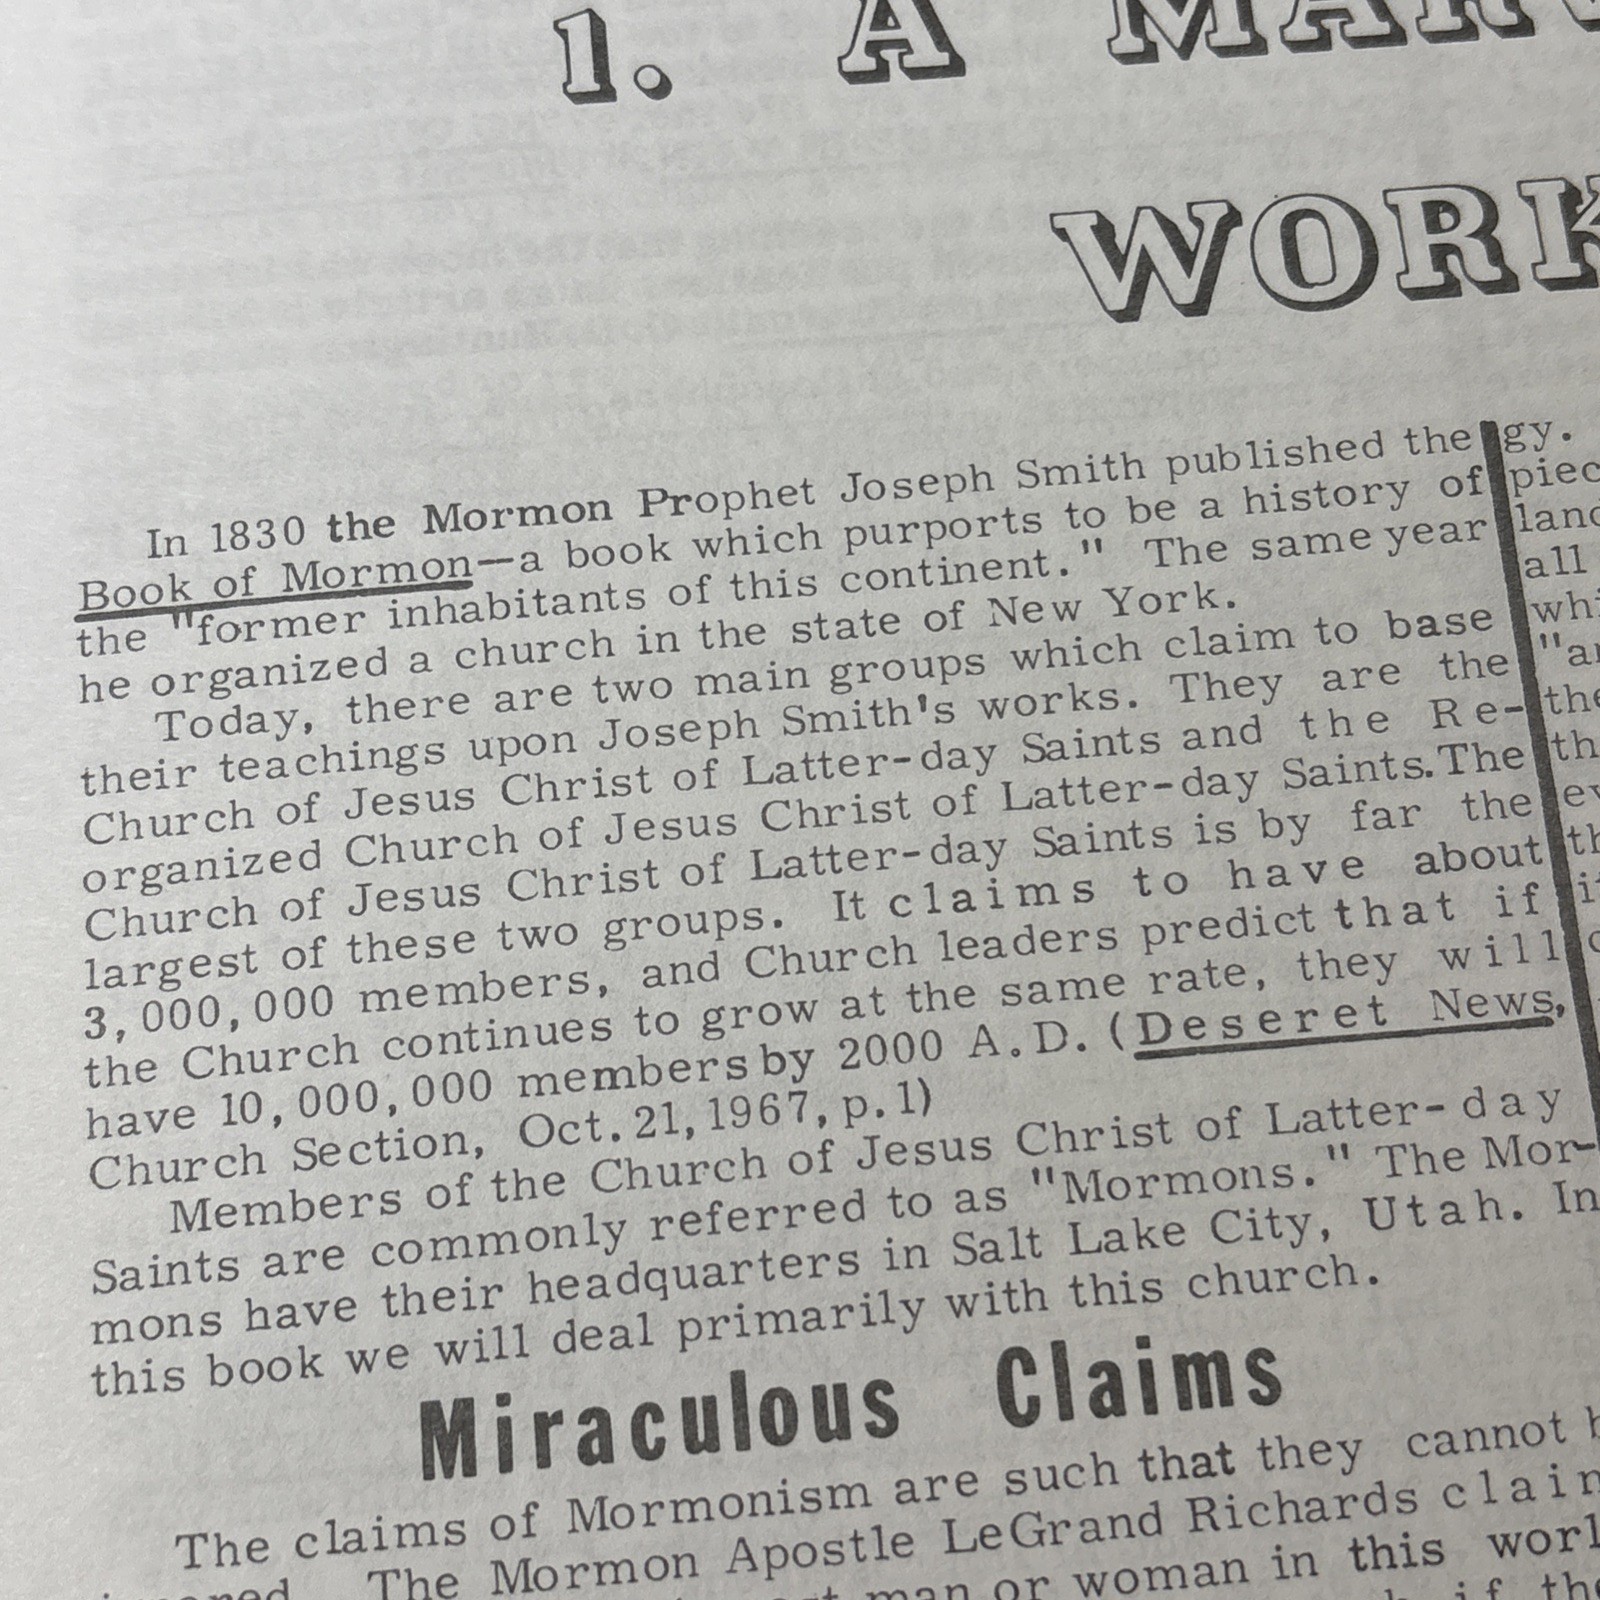 1. A
WORK
In 1830 the Mormon Prophet Joseph Smith published the
Book of Mormon—a book which purports to be a history of
the "former inhabitants of this continent." The same year
he organized a church in the state of New York.
Today, there are two main groups which claim to base
their teachings upon Joseph Smith's works. They are the
Church of Jesus Christ of Latter-day Saints and the Re-
organized Church of Jesus Christ of Latter-day Saints. The
Church of Jesus Christ of Latter-day Saints is by far the
largest of these two groups. It claims to have about
3,000,000 members, and Church leaders predict that if
the Church continues to grow at the same rate, they will
have 10,000,000 members by 2000 A.D. (Deseret News,
Church Section, Oct. 21, 1967, p. 1)
Members of the Church of Jesus Christ of Latter-day
Saints are commonly referred to as "Mormons." The Mor-
mons have their headquarters in Salt Lake City, Utah. In
this book we will deal primarily with this church.
Miraculous Claims
The claims of Mormonism are such that they cannot
The Mormon Apostle LeGrand Richards
man or woman in this
if
gy.
all